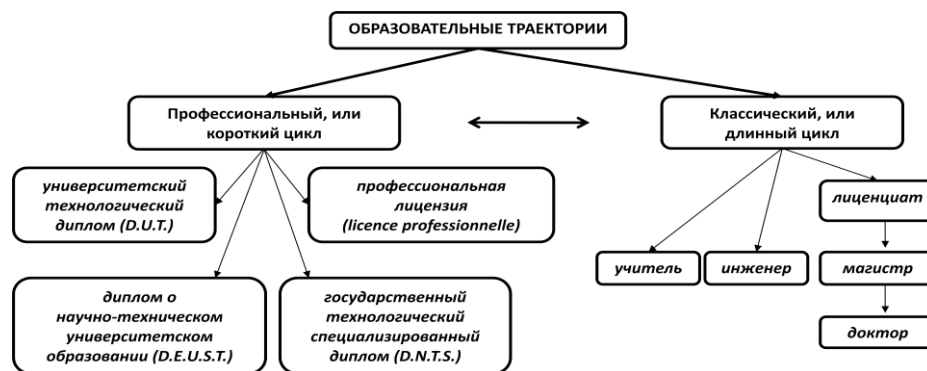 ОБРАЗОВАТЕЛЬНЫЕ ТРАЕКТОРИИ
Профессиональный, или
короткий цикл
Классический, или
длинный цикл
университетский
технологический
диплом (D.U.T.)
профессиональная
лицензия
(licence professionnelle)
диплом о
научно-техническом
университетском
образовании (D.E.U.S.T.)
государственный
технологический
специализированный
диплом (D.N.T.S.)
учитель
инженер
лиценциат
магистр
доктор